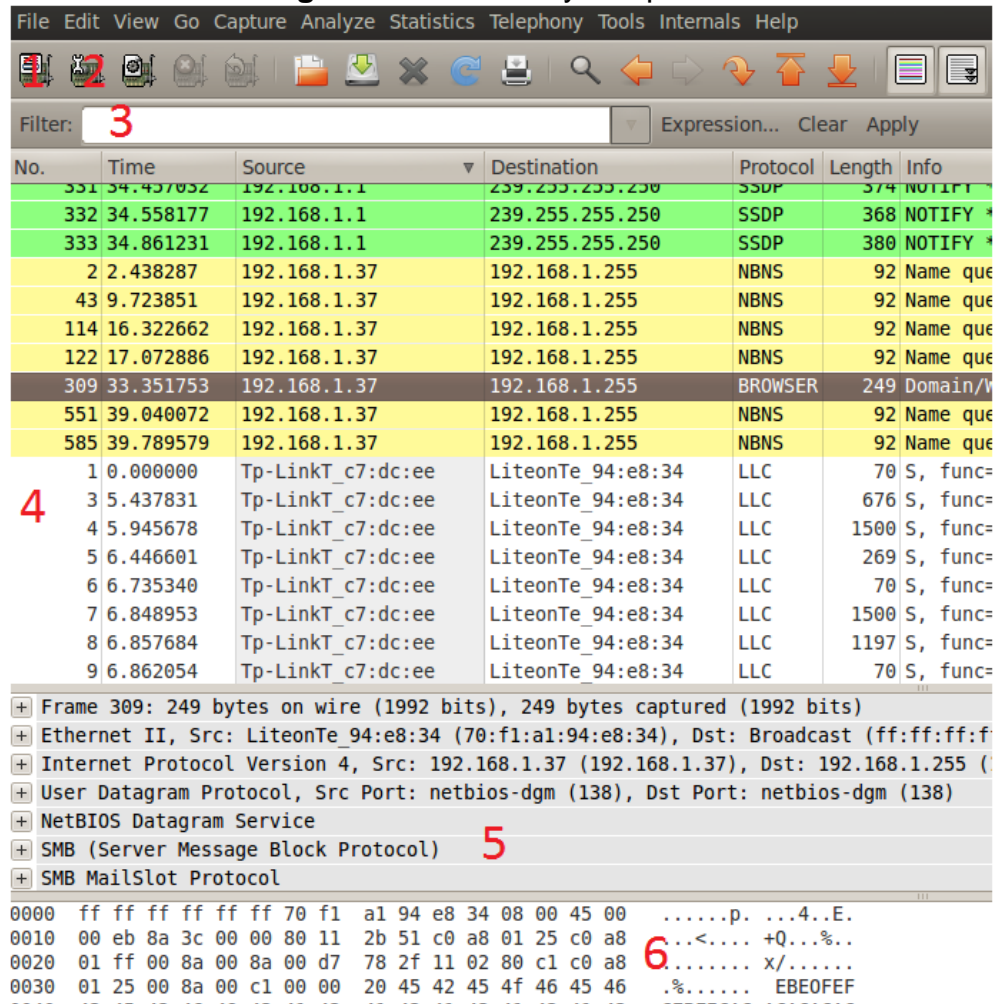 File Edit View Go Capture Analyze Statistics Telephony Tools Internals Help
1 2
Filter: 3 Expression... Clear Apply
No. Time Source Destination Protocol Length Info
331 34.457032 192.168.1.1 239.255.255.250 SSDP 374 NOTIFY *
332 34.558177 192.168.1.1 239.255.255.250 SSDP 368 NOTIFY *
333 34.861231 192.168.1.1 239.255.255.250 SSDP 380 NOTIFY *
2 2.438287 192.168.1.37 192.168.1.255 NBNS 92 Name que
43 9.723851 192.168.1.37 192.168.1.255 NBNS 92 Name que
114 16.322662 192.168.1.37 192.168.1.255 NBNS 92 Name que
122 17.072886 192.168.1.37 192.168.1.255 NBNS 92 Name que
309 33.351753 192.168.1.37 192.168.1.255 BROWSER 249 Domain/W
551 39.040072 192.168.1.37 192.168.1.255 NBNS 92 Name que
585 39.789579 192.168.1.37 192.168.1.255 NBNS 92 Name que
1 0.000000 Tp-LinkT_c7:dc:ee LiteonTe_94:e8:34 LLC 70 S, func=
4 3 5.437831 Tp-LinkT_c7:dc:ee LiteonTe_94:e8:34 LLC 676 S, func=
4 5.945678 Tp-LinkT_c7:dc:ee LiteonTe_94:e8:34 LLC 1500 S, func=
5 6.446601 Tp-LinkT_c7:dc:ee LiteonTe_94:e8:34 LLC 269 S, func=
6 6.735340 Tp-LinkT_c7:dc:ee LiteonTe_94:e8:34 LLC 70 S, func=
7 6.848953 Tp-LinkT_c7:dc:ee LiteonTe_94:e8:34 LLC 1500 S, func=
8 6.857684 Tp-LinkT_c7:dc:ee LiteonTe_94:e8:34 LLC 1197 S, func=
9 6.862054 Tp-LinkT_c7:dc:ee LiteonTe_94:e8:34 LLC 70 S, func=
Frame 309: 249 bytes on wire (1992 bits), 249 bytes captured (1992 bits)
Ethernet II, Src: LiteonTe_94:e8:34 (70:f1:a1:94:e8:34), Dst: Broadcast (ff:ff:ff:f
Internet Protocol Version 4, Src: 192.168.1.37 (192.168.1.37), Dst: 192.168.1.255 (
User Datagram Protocol, Src Port: netbios-dgm (138), Dst Port: netbios-dgm (138)
NetBIOS Datagram Service
SMB (Server Message Block Protocol) 5
SMB MailSlot Protocol
0000 ff ff ff ff ff ff 70 f1 a1 94 e8 34 08 00 45 00 ......p. ...4..E.
0010 00 eb 8a 3c 00 00 80 11 2b 51 c0 a8 01 25 c0 a8 ...<.... +Q...%..
0020 01 ff 00 8a 00 8a 00 d7 78 2f 11 02 80 c1 c0 a8 6 ........ x/......
0030 01 25 00 8a 00 c1 00 00 20 45 42 45 4f 46 45 46 .%...... EBEOFEF